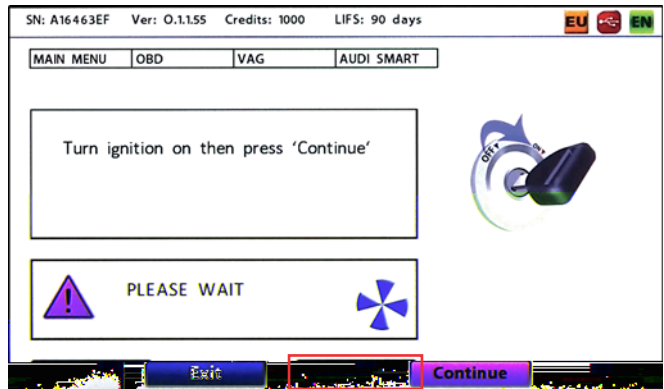 SN: A16463EF Ver: 0.1.1.55 Credits: 1000 LIFS: 90 days EU EN
MAIN MENU OBD VAG AUDI SMART
Turn ignition on then press 'Continue'
OFF ON
PLEASE WAIT
Exit Continue